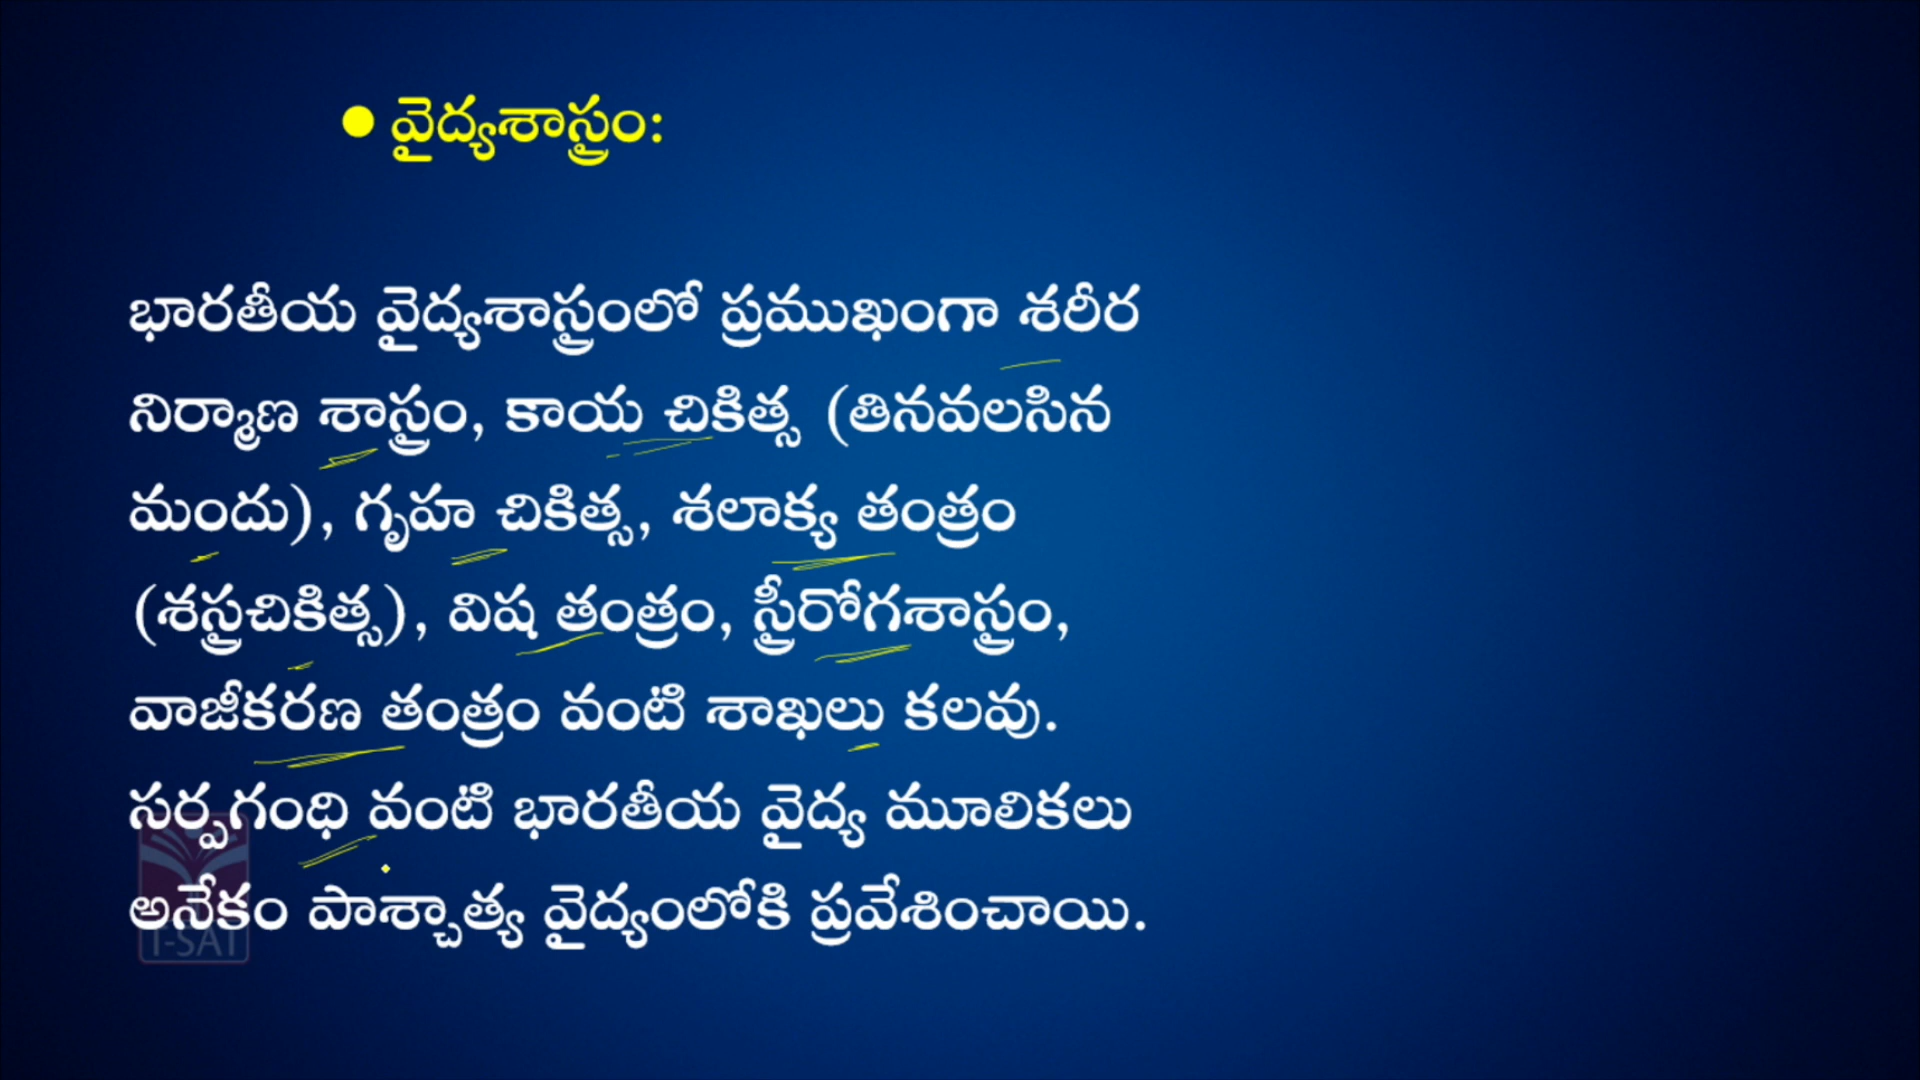 • వైద్యశాస్త్రం:
భారతీయ వైద్యశాస్త్రంలో ప్రముఖంగా శరీర
నిర్మాణ శాస్త్రం, కాయ చికిత్స (తినవలసిన
మందు), గృహ చికిత్స, శలాక్య తంత్రం
(శస్త్రచికిత్స), విష తంత్రం, స్త్రీరోగశాస్త్రం,
వాజీకరణ తంత్రం వంటి శాఖలు కలవు.
సర్పగంధి వంటి భారతీయ వైద్య మూలికలు
అనేకం పాశ్చాత్య వైద్యంలోకి ప్రవేశించాయి.
T-SAT